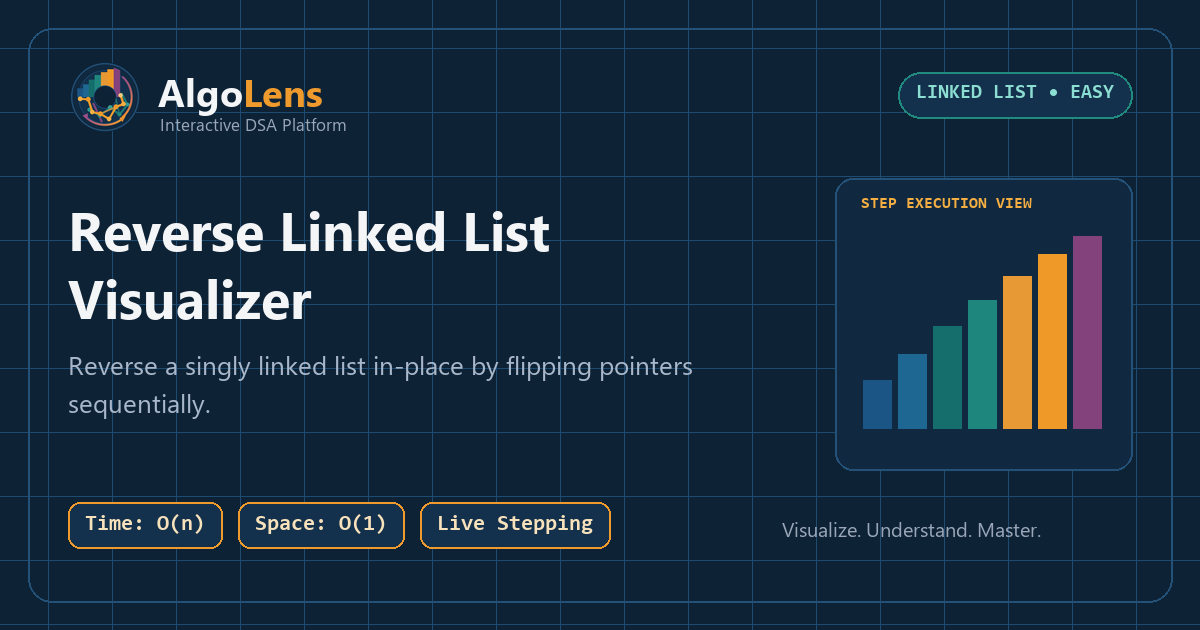 AlgoLens
Interactive DSA Platform
LINKED LIST • EASY
Reverse Linked List
Visualizer
Reverse a singly linked list in-place by flipping pointers
sequentially.
STEP EXECUTION VIEW
Time: O(n)
Space: O(1)
Live Stepping
Visualize. Understand. Master.